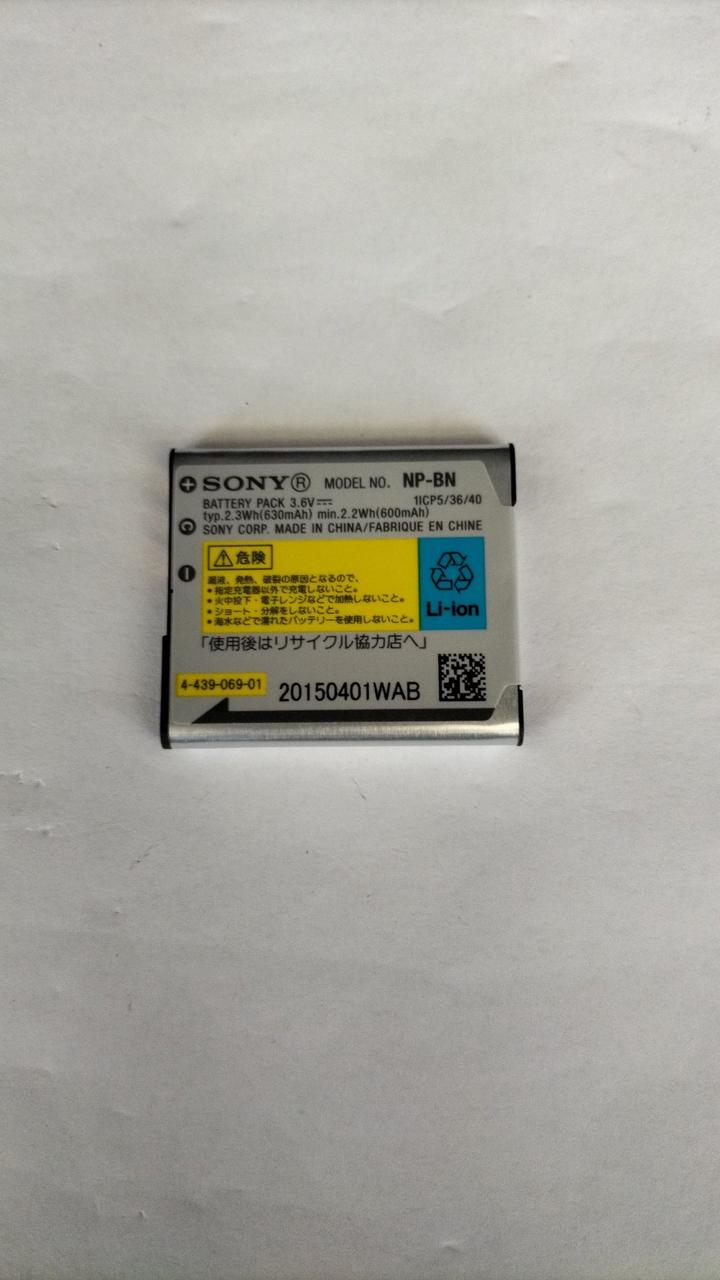 SONY® MODEL NO. NP-BN
BATTERY PACK 3.6V 1ICP5/36/40
typ.2.3Wh(630mAh) min.2.2Wh(600mAh)
SONY CORP. MADE IN CHINA/FABRIQUE EN CHINE
⚠危険
漏液、発熱、破裂の原因となるので、
・指定充電器以外で充電しないこと。
・火中投下・電子レンジなどで加熱しないこと。
・ショート・分解をしないこと。
・海水などで濡れたバッテリーを使用しないこと。
Li-ion
「使用後はリサイクル協力店へ」
4-439-069-01
20150401WAB